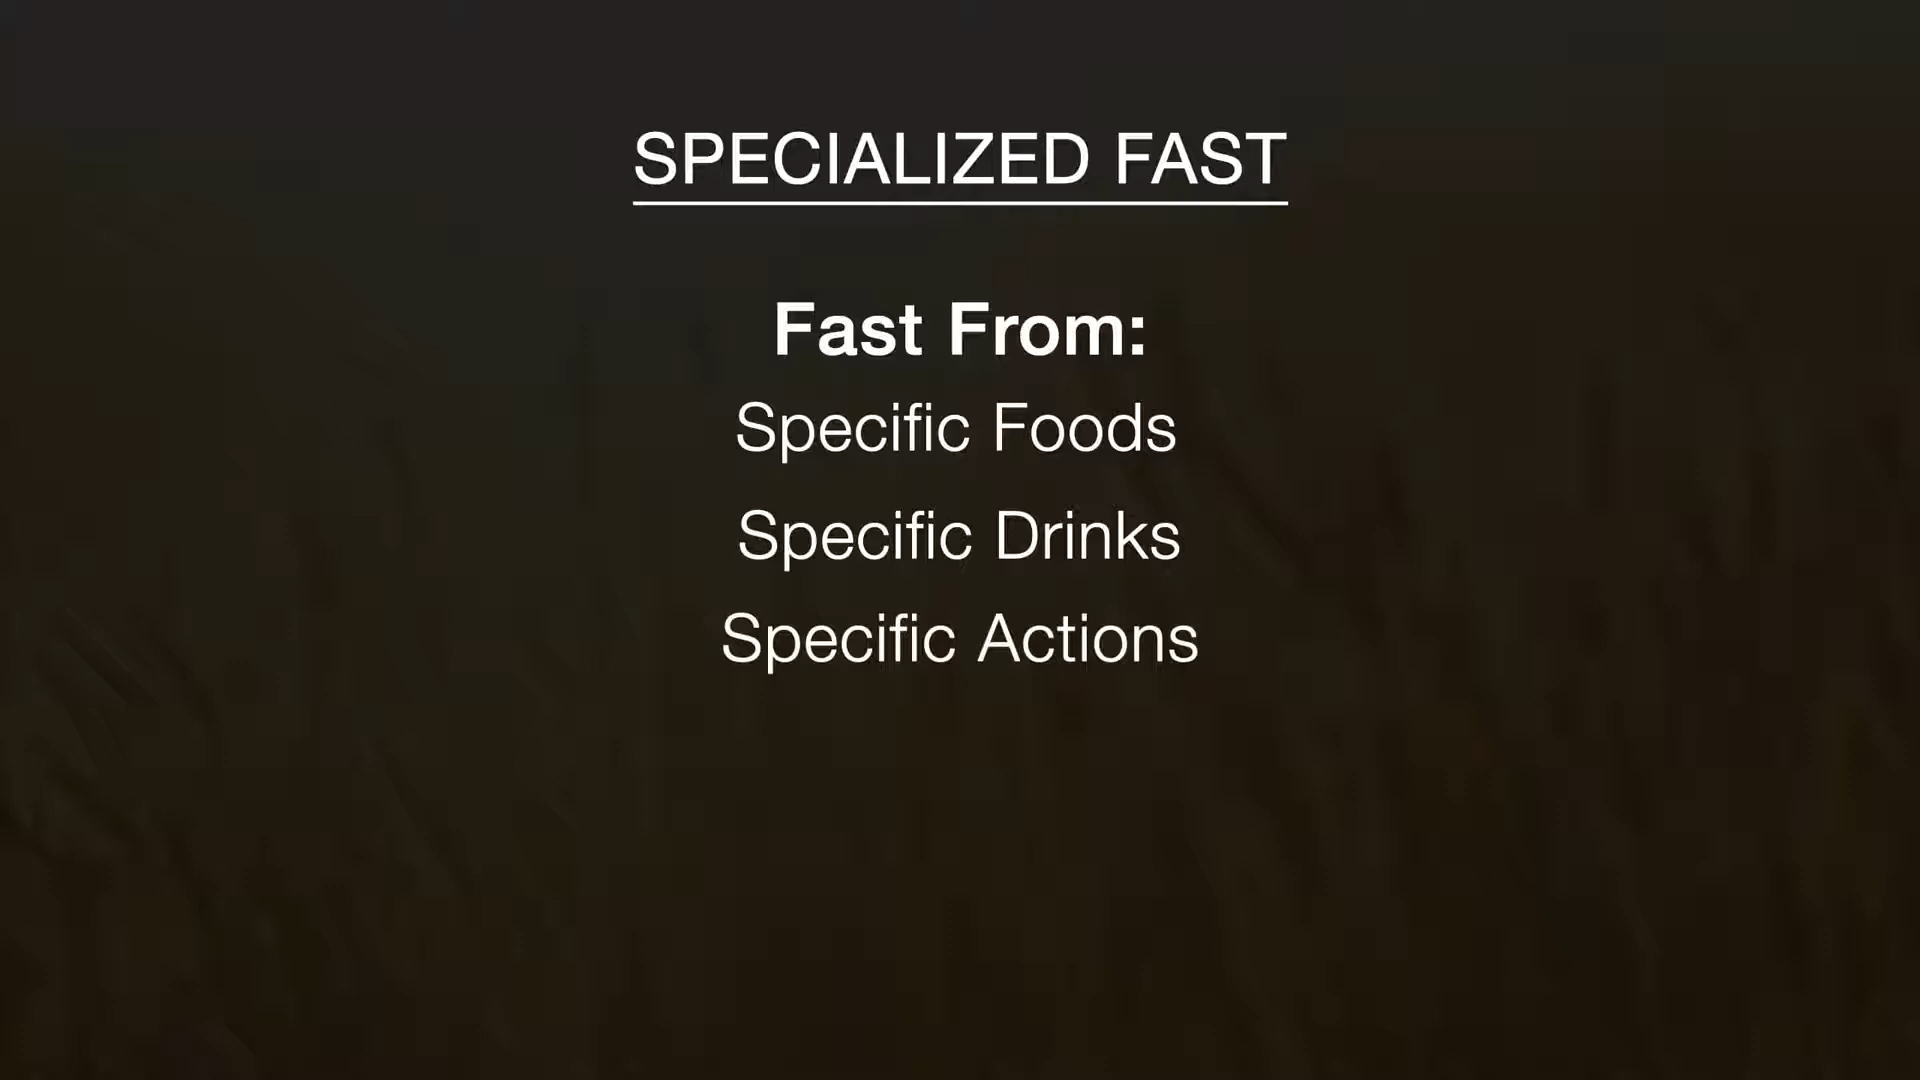 SPECIALIZED FAST
Fast From:
Specific Foods
Specific Drinks
Specific Actions